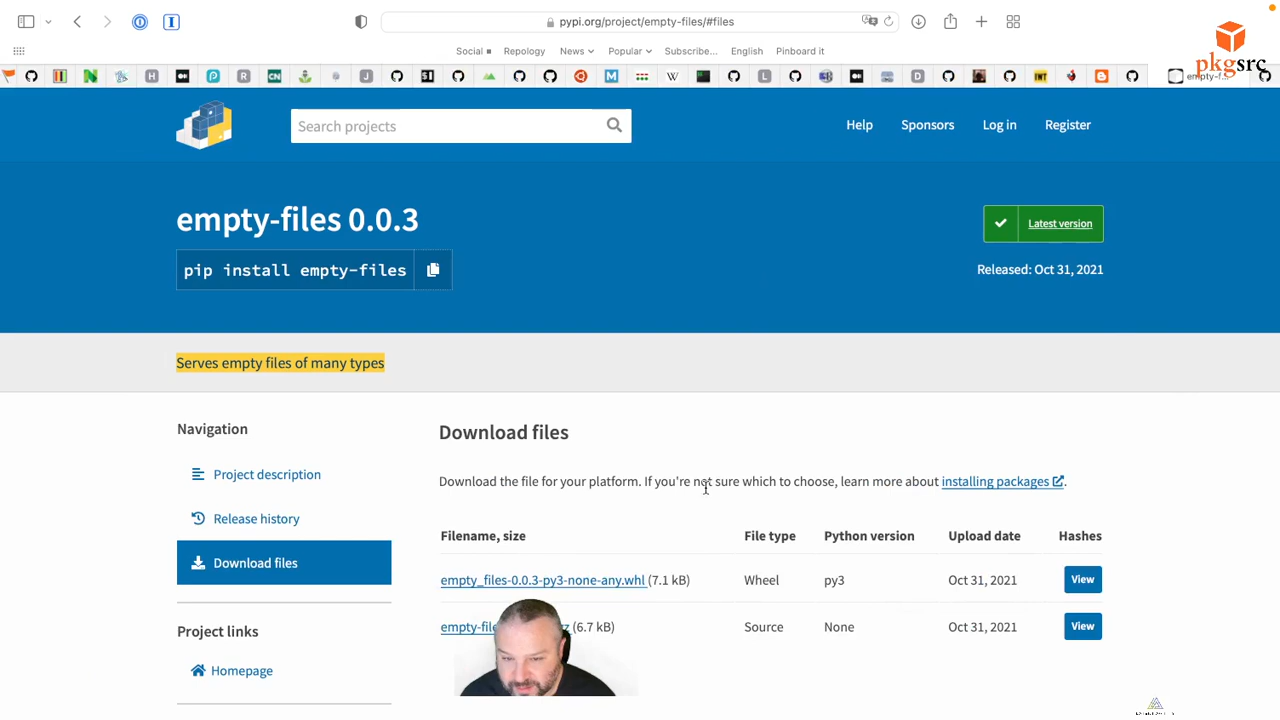 pypi.org/project/empty-files/#files
Social
Repology
News
Popular
Subscribe...
English
Pinboard it
empty-f...
pkgsrc
Search projects
Help
Sponsors
Log in
Register
empty-files 0.0.3
pip install empty-files
Latest version
Released: Oct 31, 2021
Serves empty files of many types
Navigation
Project description
Release history
Download files
Project links
Homepage
Download files
Download the file for your platform. If you're not sure which to choose, learn more about installing packages.
Filename, size File type Python version Upload date Hashes
empty_files-0.0.3-py3-none-any.whl (7.1 kB) Wheel py3 Oct 31, 2021 View
(6.7 kB) Source None Oct 31, 2021 View